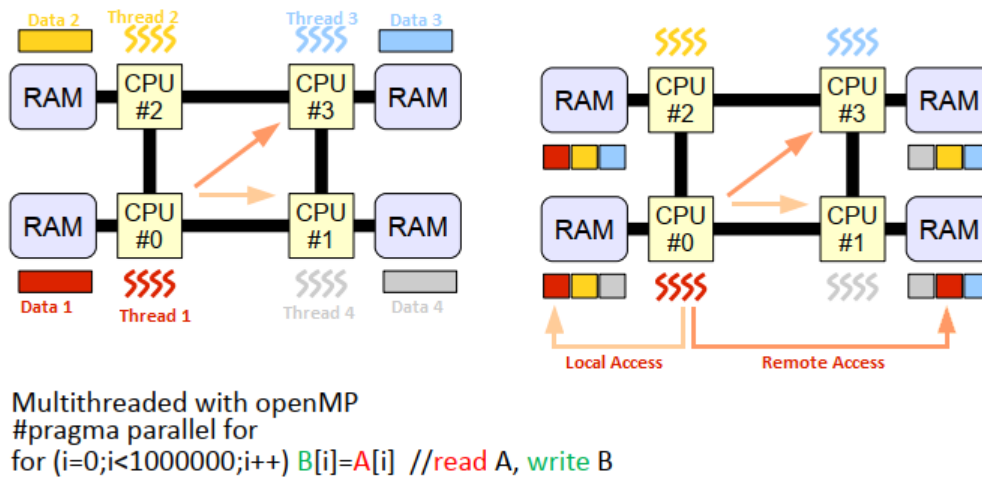 Data 2 Thread 2 Thread 3 Data 3
RAM CPU #2 CPU #3 RAM
RAM CPU #0 CPU #1 RAM
Data 1 Thread 1 Thread 4 Data 4
RAM CPU #2 CPU #3 RAM
RAM CPU #0 CPU #1 RAM
Local Access Remote Access
Multithreaded with openMP
#pragma parallel for
for (i=0;i<1000000;i++) B[i]=A[i] //read A, write B